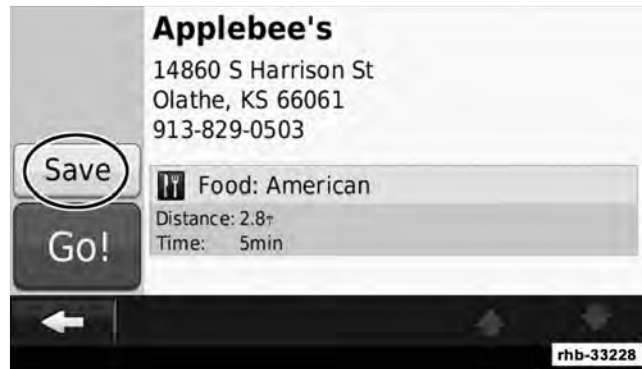 Applebee's
14860 S Harrison St
Olathe, KS 66061
913-829-0503
Save
Food: American
Distance: 2.8
Time: 5min
Go!
rhb-33228